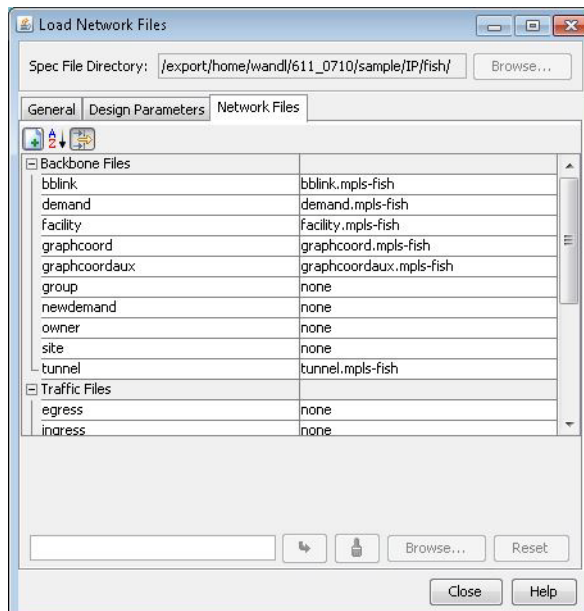 Load Network Files
Spec File Directory: /export/home/wandl/611_0710/sample/IP/fish/ Browse...
General Design Parameters Network Files
Backbone Files
bblink bblink.mpls-fish
demand demand.mpls-fish
facility facility.mpls-fish
graphcoord graphcoord.mpls-fish
graphcoordaux graphcoordaux.mpls-fish
group none
newdemand none
owner none
site none
tunnel tunnel.mpls-fish
Traffic Files
egress none
ingress none
Browse... Reset
Close Help